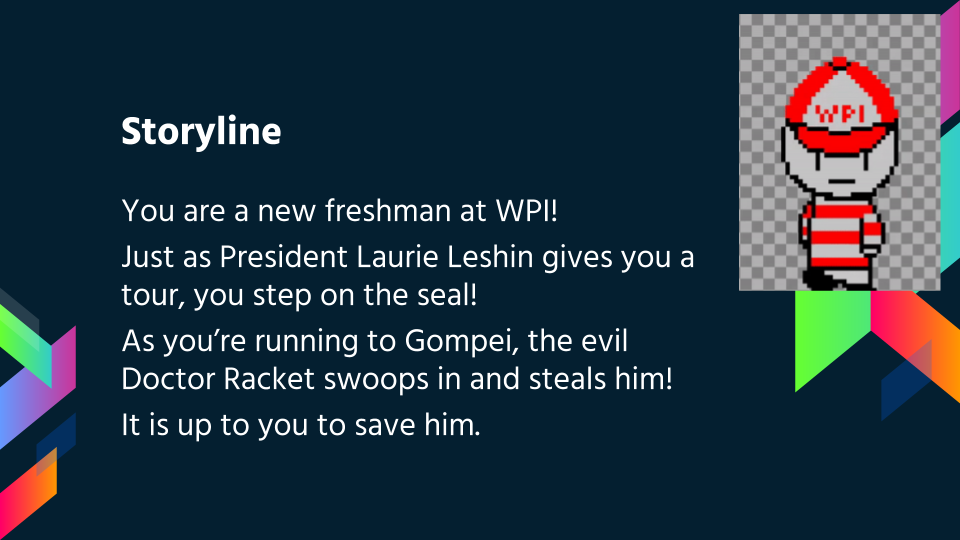 WPI
Storyline
You are a new freshman at WPI!
Just as President Laurie Leshin gives you a
tour, you step on the seal!
As you’re running to Gompei, the evil
Doctor Racket swoops in and steals him!
It is up to you to save him.